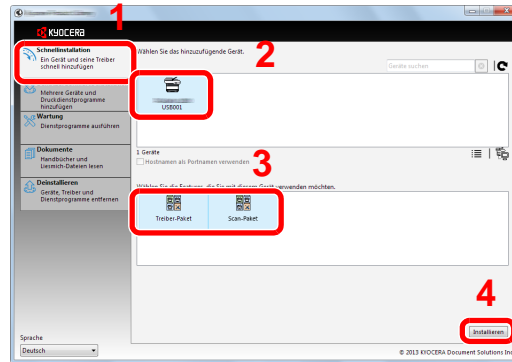 1
KYOCERA
Schnellinstallation
Ein Gerät und seine Treiber
schnell hinzufügen
Mehrere Geräte und
Druckdienstprogramme
hinzufügen
Wartung
Dienstprogramme ausführen
Dokumente
Handbücher und
Liesmich-Dateien lesen
Deinstallieren
Geräte, Treiber und
Dienstprogramme entfernen
Sprache
Deutsch
Wählen Sie das hinzuzufügende Gerät.
2
Geräte suchen
USB001
1 Geräte
Hostnamen als Portnamen verwenden
3
Wählen Sie die Features, die Sie mit diesem Gerät verwenden möchten.
Treiber-Paket
Scan-Paket
4
Installieren
© 2013 KYOCERA Document Solutions Inc.